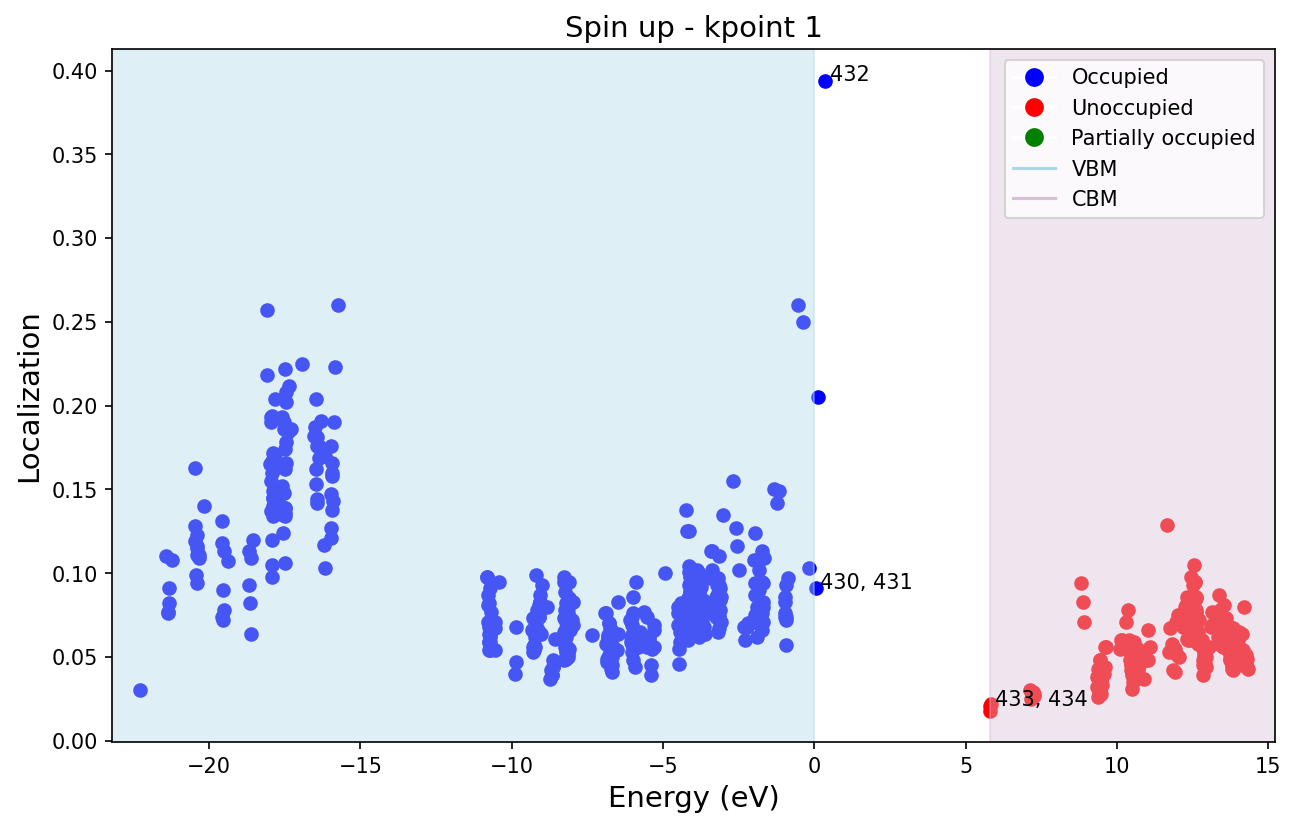 Spin up - kpoint 1
0.40
0.35
0.30
0.25
0.20
0.15
0.10
0.05
0.00
Localization
432
430, 431
433, 434
Occupied
Unoccupied
Partially occupied
VBM
CBM
−20
−15
−10
−5
0
5
10
15
Energy (eV)